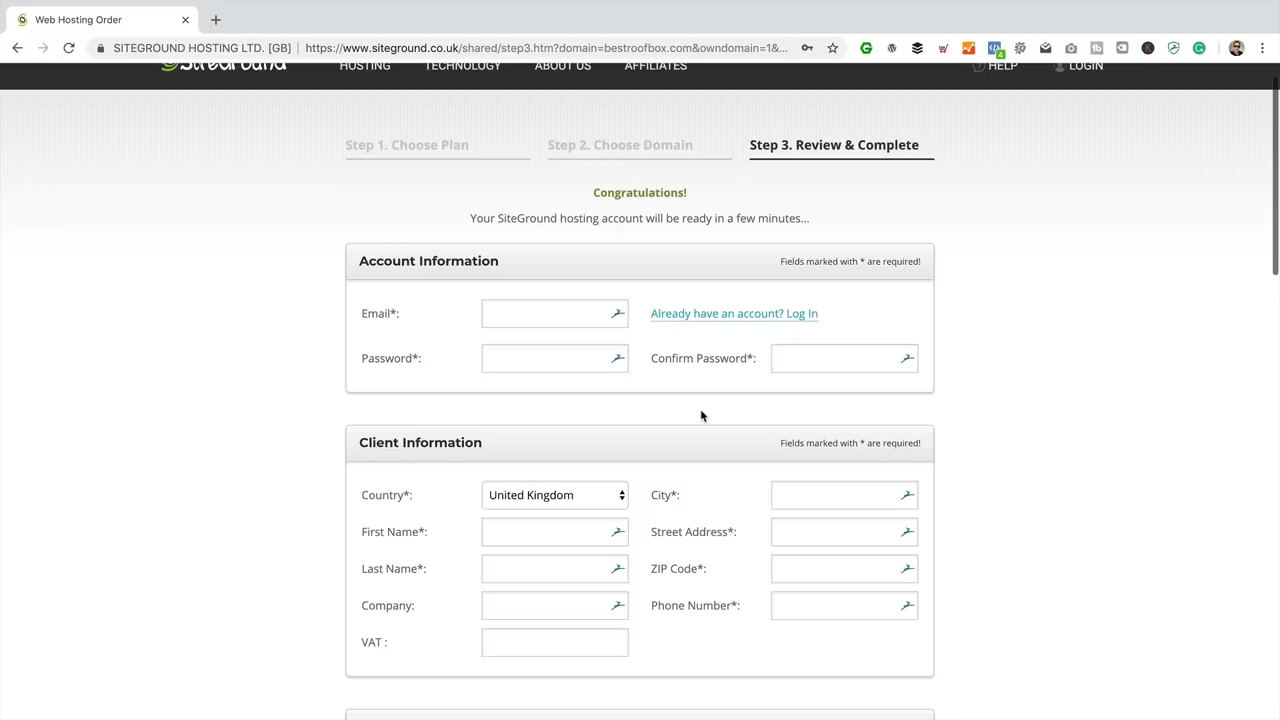 Web Hosting Order
SITEGROUND HOSTING LTD. [GB] | https://www.siteground.co.uk/shared/step3.htm?domain=bestroofbox.com&owndomain=1&...
4
SiteGround HOSTING TECHNOLOGY ABOUT US AFFILIATES HELP LOGIN
Step 1. Choose Plan Step 2. Choose Domain Step 3. Review & Complete
Congratulations!
Your SiteGround hosting account will be ready in a few minutes...
Account Information Fields marked with * are required!
Email*: Already have an account? Log In
Password*: Confirm Password*:
Client Information Fields marked with * are required!
Country*: United Kingdom City*:
First Name*: Street Address*:
Last Name*: ZIP Code*:
Company: Phone Number*:
VAT :